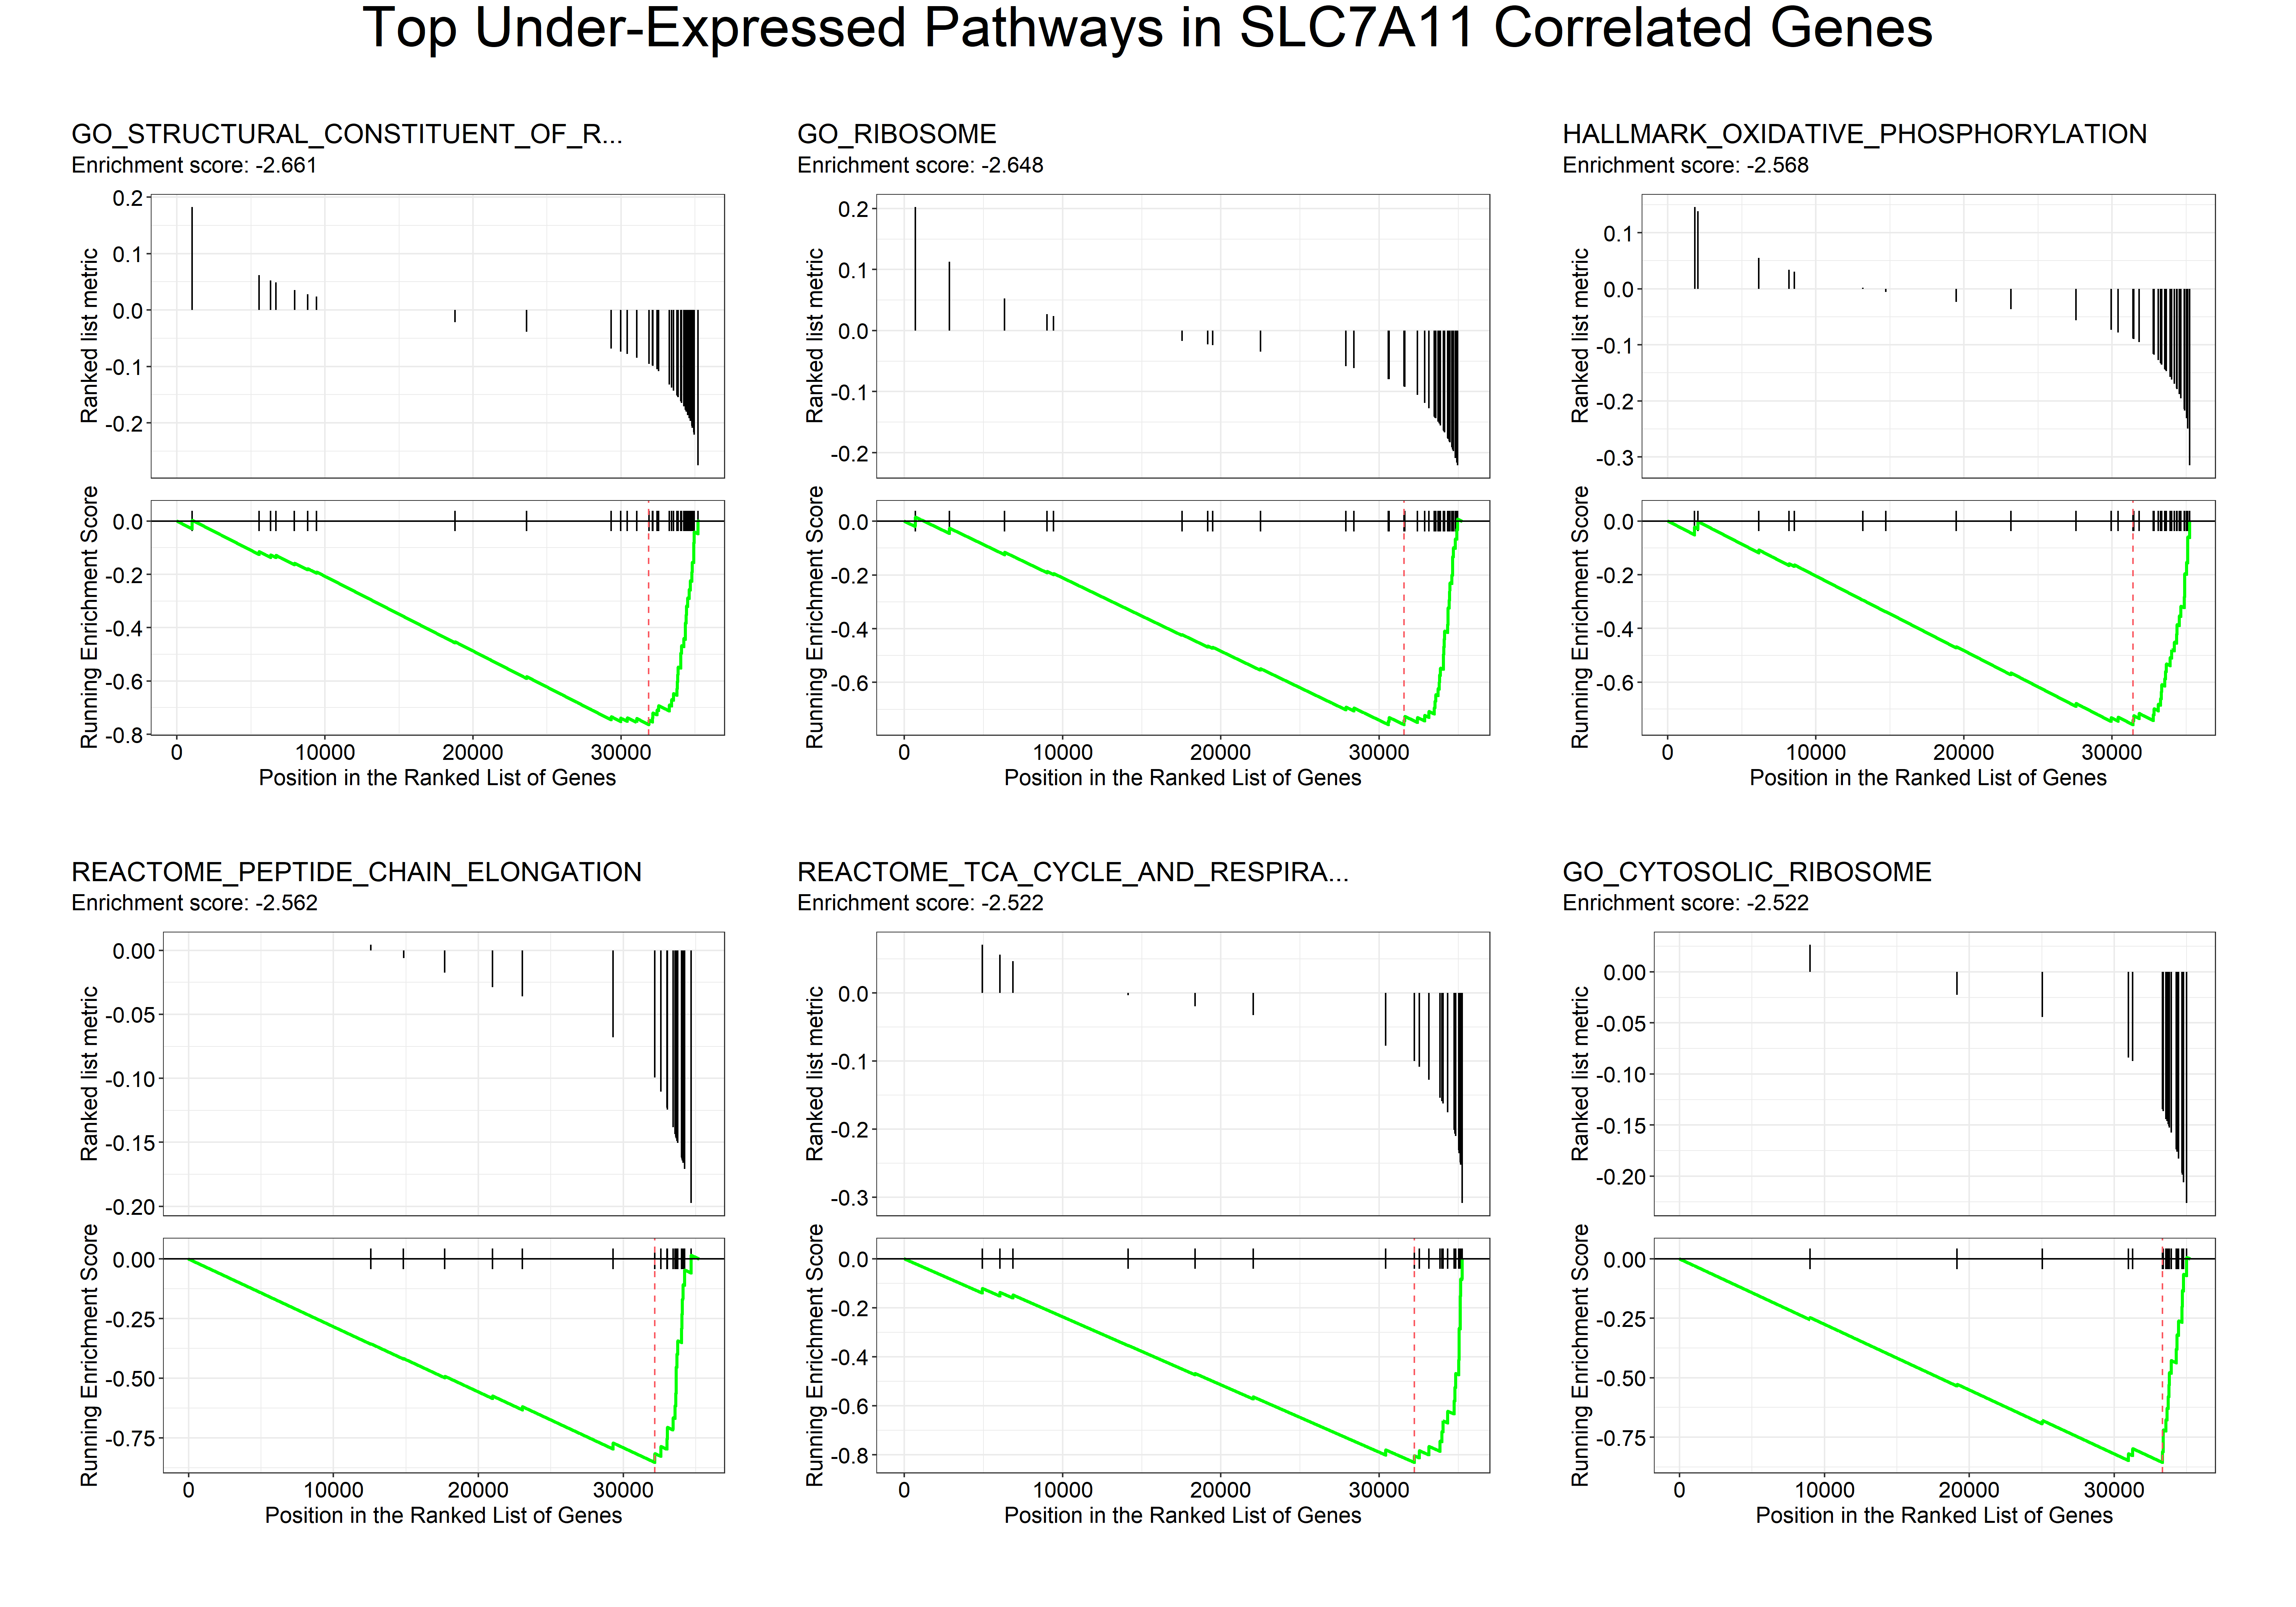 Top Under-Expressed Pathways in SLC7A11 Correlated Genes
GO_STRUCTURAL_CONSTITUENT_OF_R...
Enrichment score: -2.661
Ranked list metric
0.2
0.1
0.0
-0.1
-0.2
Running Enrichment Score
0.0
-0.2
-0.4
-0.6
-0.8
0 10000 20000 30000
Position in the Ranked List of Genes
GO_RIBOSOME
Enrichment score: -2.648
Ranked list metric
0.2
0.1
0.0
-0.1
-0.2
Running Enrichment Score
0.0
-0.2
-0.4
-0.6
0 10000 20000 30000
Position in the Ranked List of Genes
HALLMARK_OXIDATIVE_PHOSPHORYLATION
Enrichment score: -2.568
Ranked list metric
0.1
0.0
-0.1
-0.2
-0.3
Running Enrichment Score
0.0
-0.2
-0.4
-0.6
0 10000 20000 30000
Position in the Ranked List of Genes
REACTOME_PEPTIDE_CHAIN_ELONGATION
Enrichment score: -2.562
Ranked list metric
0.00
-0.05
-0.10
-0.15
-0.20
Running Enrichment Score
0.00
-0.25
-0.50
-0.75
0 10000 20000 30000
Position in the Ranked List of Genes
REACTOME_TCA_CYCLE_AND_RESPIRA...
Enrichment score: -2.522
Ranked list metric
0.0
-0.1
-0.2
-0.3
Running Enrichment Score
0.0
-0.2
-0.4
-0.6
-0.8
0 10000 20000 30000
Position in the Ranked List of Genes
GO_CYTOSOLIC_RIBOSOME
Enrichment score: -2.522
Ranked list metric
0.00
-0.05
-0.10
-0.15
-0.20
Running Enrichment Score
0.00
-0.25
-0.50
-0.75
0 10000 20000 30000
Position in the Ranked List of Genes